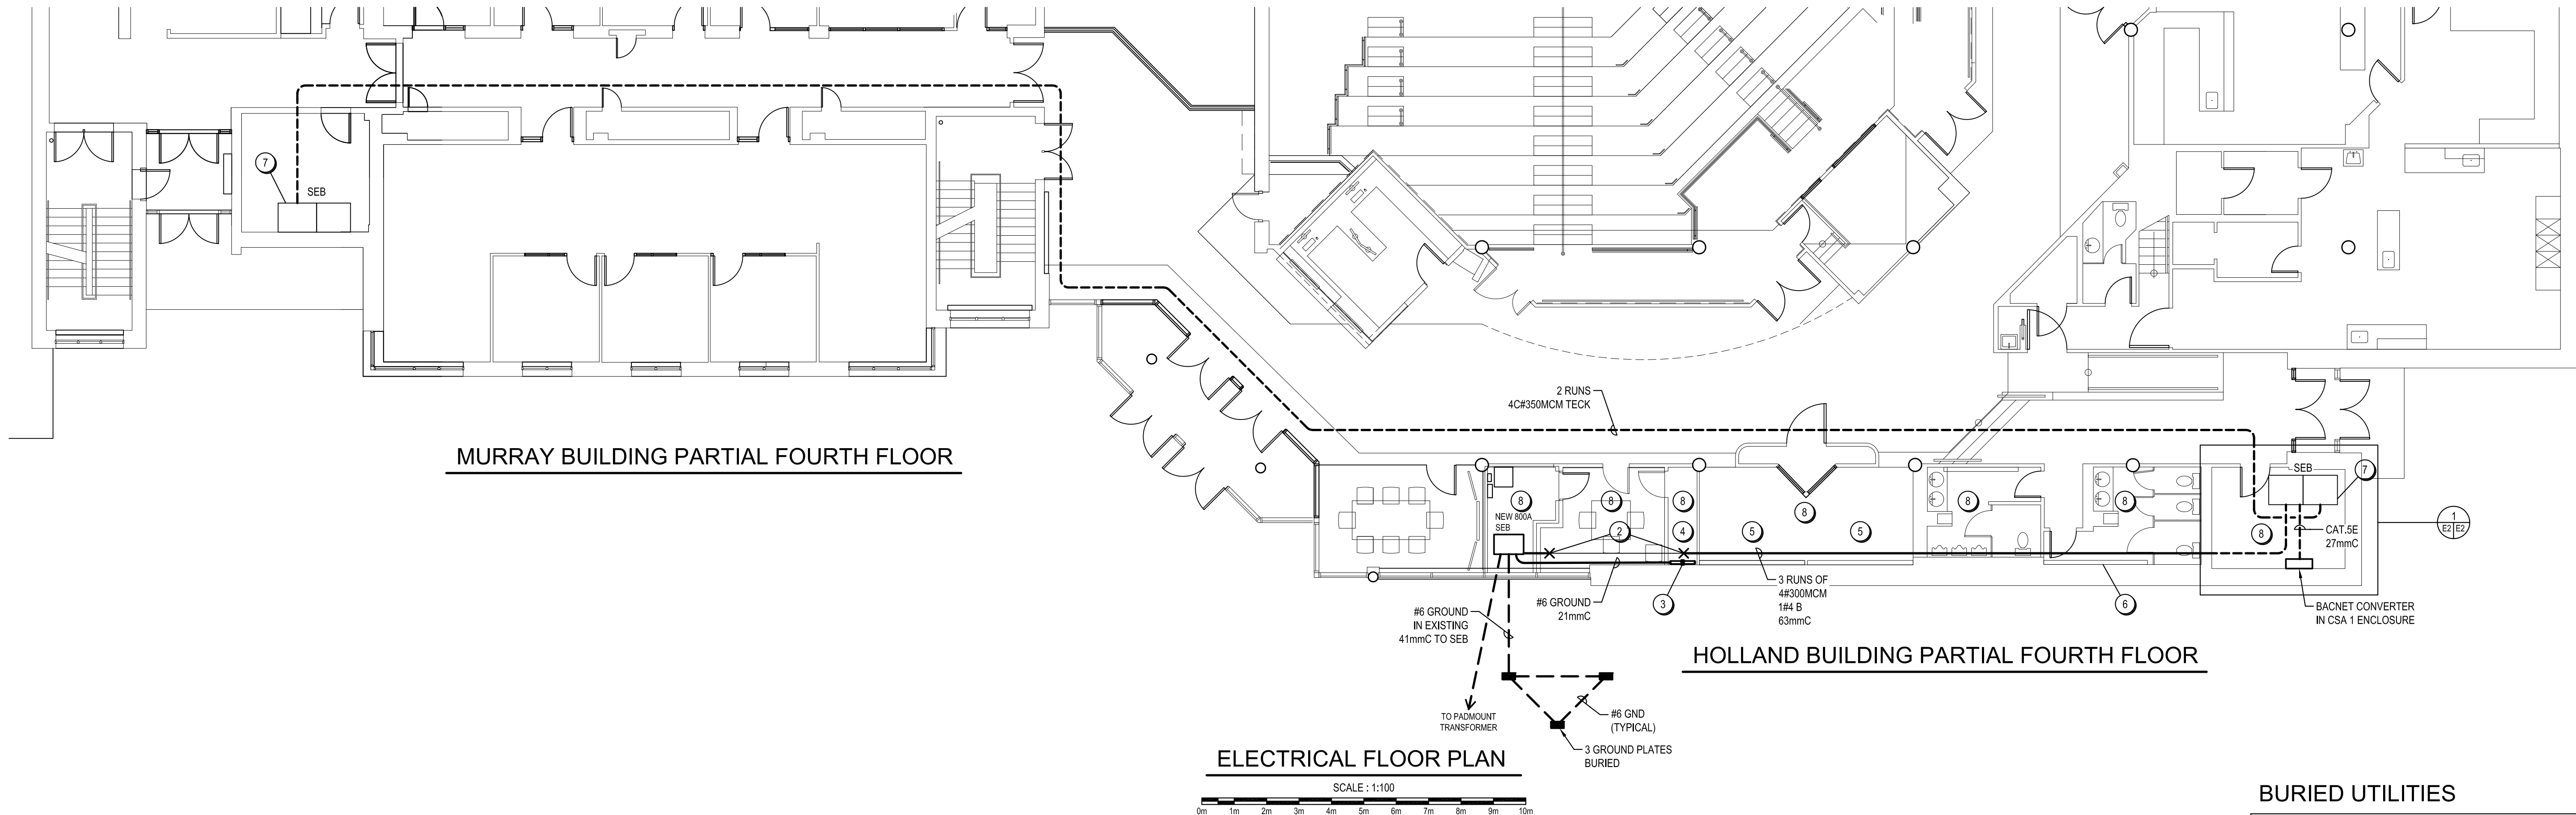 7
SEB
MURRAY BUILDING PARTIAL FOURTH FLOOR
2 RUNS
4C#350MCM TECK
8
NEW 800A
SEB
8
2
8
4
5
8
5
8
8
SEB
7
8
CAT.5E
27mmC
1
E2 E2
#6 GROUND
IN EXISTING
41mmC TO SEB
#6 GROUND
21mmC
3
3 RUNS OF
4#300MCM
1#4 B
63mmC
6
BACNET CONVERTER
IN CSA 1 ENCLOSURE
HOLLAND BUILDING PARTIAL FOURTH FLOOR
TO PADMOUNT
TRANSFORMER
#6 GND
(TYPICAL)
3 GROUND PLATES
BURIED
ELECTRICAL FLOOR PLAN
SCALE : 1:100
0m 1m 2m 3m 4m 5m 6m 7m 8m 9m 10m
BURIED UTILITIES